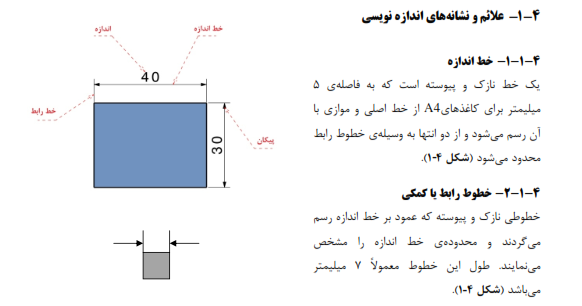 ۴-۱- علائم و نشانه‌های اندازه نویسی
۴-۱-۱- خط اندازه
یک خط نازک و پیوسته است که به فاصله‌ی ۵
میلیمتر برای کاغذهایA4 از خط اصلی و موازی با
آن رسم می‌شود و از دو انتها به وسیله‌ی خطوط رابط
محدود می‌شود (شکل ۴-۱).
۴-۱-۲- خطوط رابط یا کمکی
خطوطی نازک و پیوسته که عمود بر خط اندازه رسم
می‌گردند و محدوده‌ی خط اندازه را مشخص
می‌نمایند. طول این خطوط معمولاً ۷ میلیمتر
می‌باشد (شکل ۴-۱).
خط اندازه
اندازه
40
خط رابط
30
پیکان